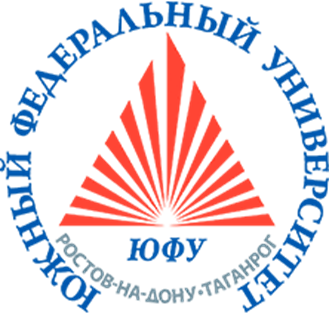 ЮЖНЫЙ ФЕДЕРАЛЬНЫЙ УНИВЕРСИТЕТ
ЮФУ
РОСТОВ-НА-ДОНУ•ТАГАНРОГ